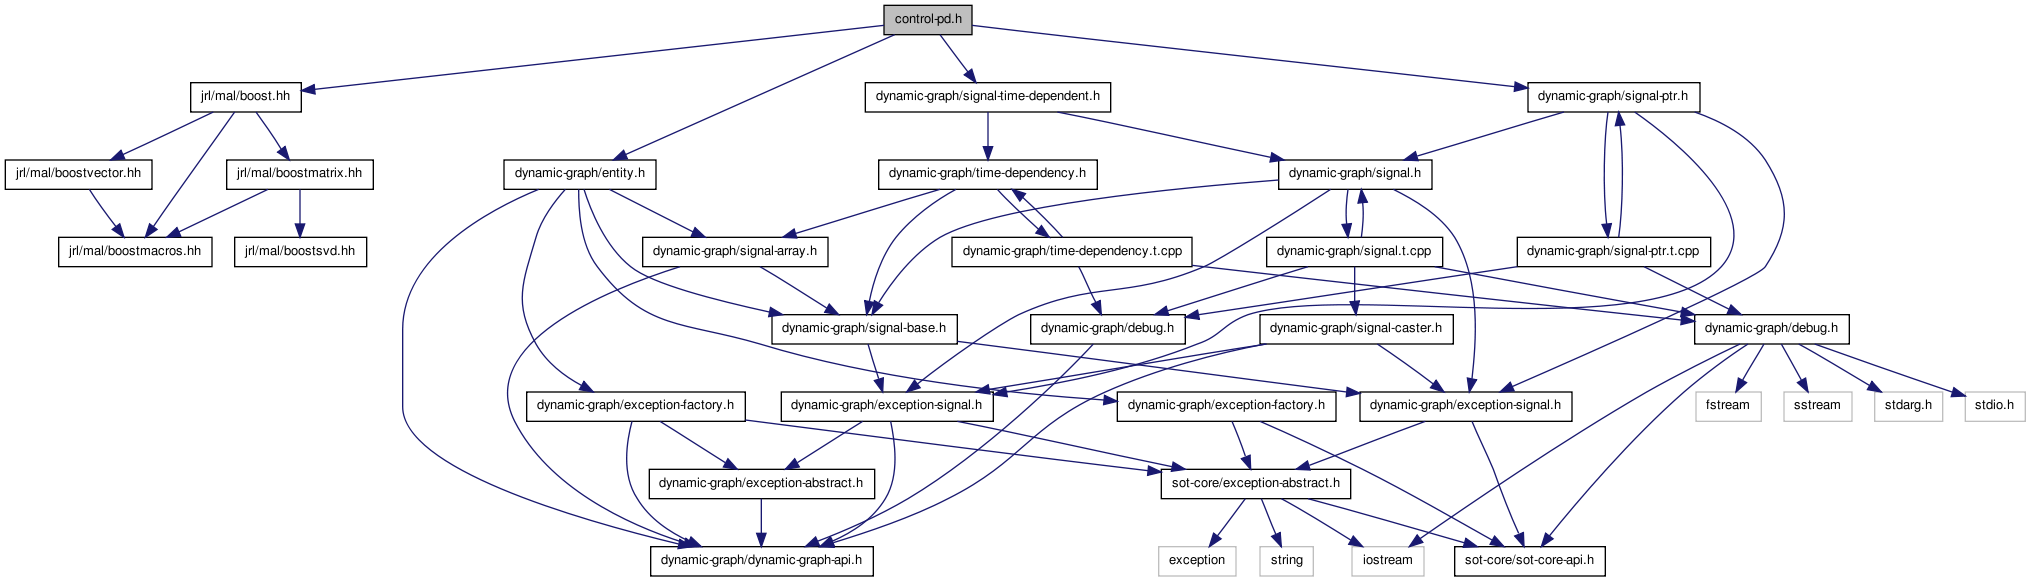 control-pd.h
jrl/mal/boost.hh
dynamic-graph/signal-time-dependent.h
dynamic-graph/signal-ptr.h
jrl/mal/boostvector.hh
jrl/mal/boostmatrix.hh
dynamic-graph/entity.h
dynamic-graph/time-dependency.h
dynamic-graph/signal.h
jrl/mal/boostmacros.hh
jrl/mal/boostsvd.hh
dynamic-graph/signal-array.h
dynamic-graph/time-dependency.t.cpp
dynamic-graph/signal.t.cpp
dynamic-graph/signal-ptr.t.cpp
dynamic-graph/signal-base.h
dynamic-graph/debug.h
dynamic-graph/signal-caster.h
dynamic-graph/debug.h
dynamic-graph/exception-factory.h
dynamic-graph/exception-signal.h
dynamic-graph/exception-factory.h
dynamic-graph/exception-signal.h
fstream
sstream
stdarg.h
stdio.h
dynamic-graph/exception-abstract.h
sot-core/exception-abstract.h
dynamic-graph/dynamic-graph-api.h
exception
string
iostream
sot-core/sot-core-api.h